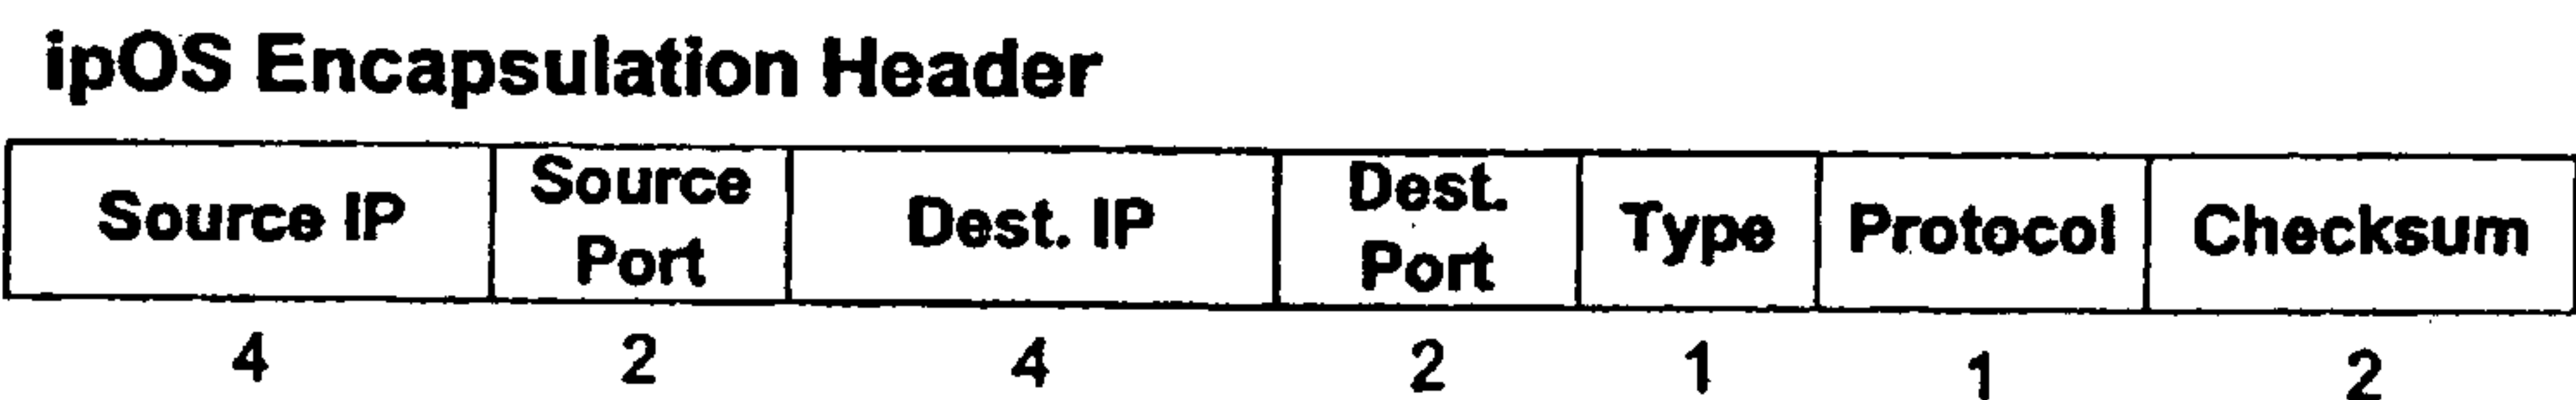 ipOS Encapsulation Header
Source IP
Source
Port
Dest. IP
Dest.
Port
Type
Protocol
Checksum
4 2 4 2 1 1 2